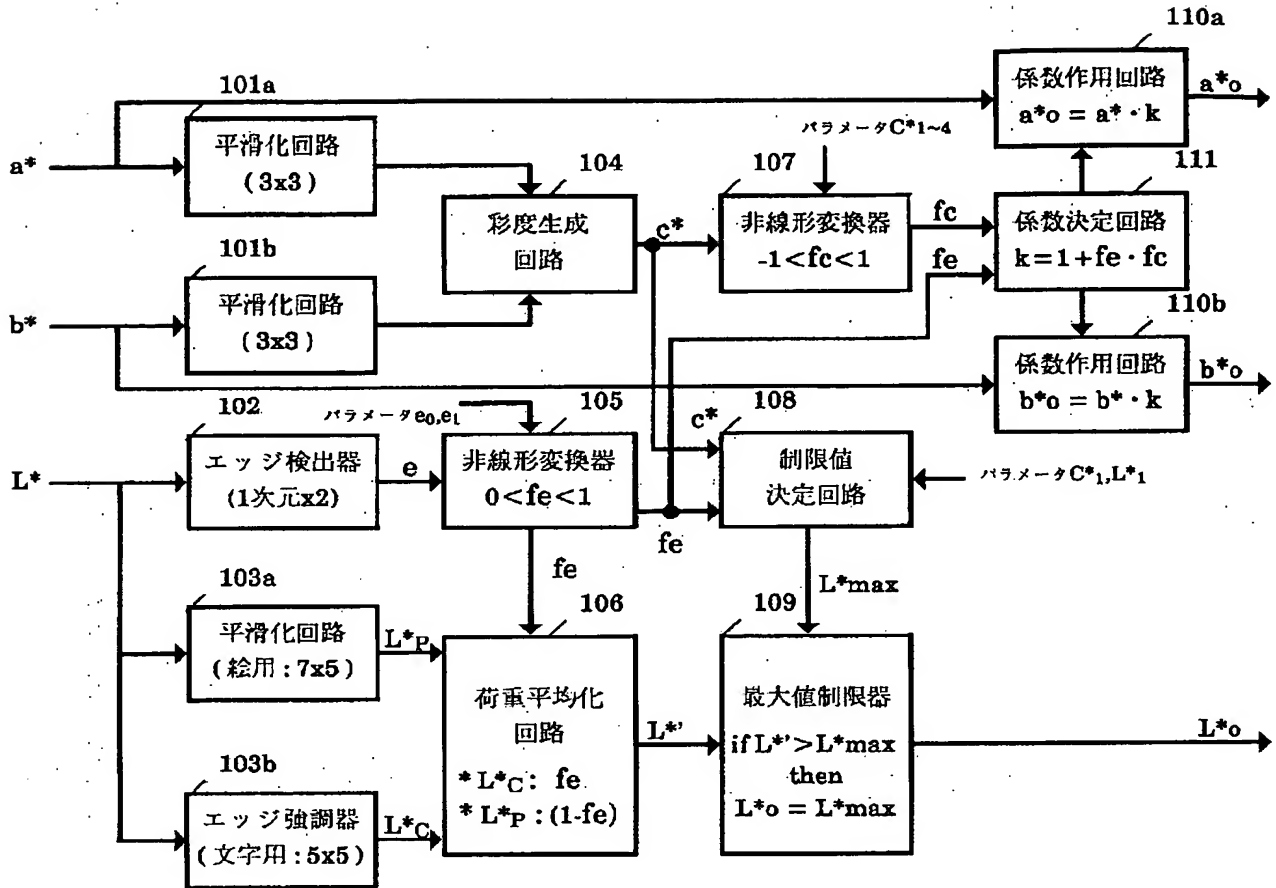 110a
係数作用回路
a*o = a* · k
a*o
101a
平滑化回路
(3x3)
a*
パラメータC*1~4
104
彩度生成
回路
c*
107
非線形変換器
-1<fc<1
fc
fe
111
係数決定回路
k=1+fe · fc
101b
平滑化回路
(3x3)
b*
110b
係数作用回路
b*o = b* · k
b*o
102
エッジ検出器
(1次元x2)
L*
e
パラメータe0,e1
105
非線形変換器
0<fe<1
fe
fe
c*
108
制限値
決定回路
パラメータC*1,L*1
L*max
103a
平滑化回路
(絵用:7x5)
L*P
106
荷重平均化
回路
* L*C: fe
* L*P:(1-fe)
L*'
109
最大値制限器
if L*'>L*max
then
L*o = L*max
L*o
103b
エッジ強調器
(文字用:5x5)
L*C